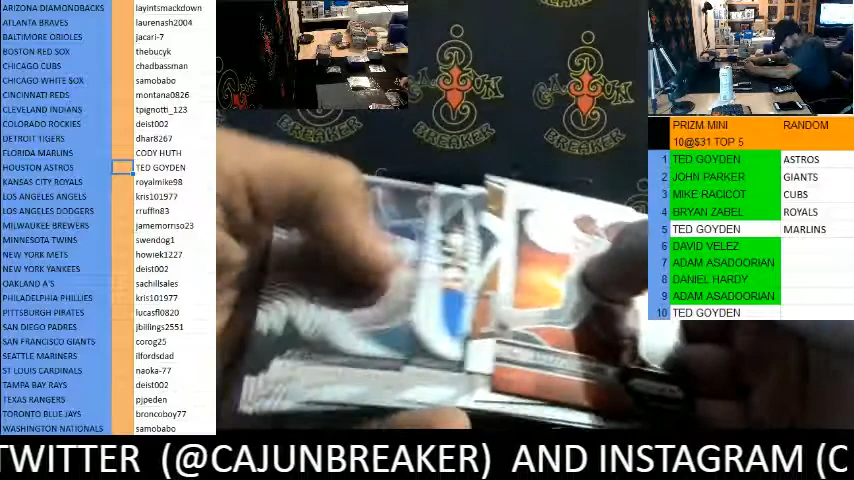 ARIZONA DIAMONDBACKS layintsmackdown
ATLANTA BRAVES laurenash2004
BALTIMORE ORIOLES jacari-7
BOSTON RED SOX thebucyk
CHICAGO CUBS chadbassman
CHICAGO WHITE SOX samobabo
CINCINNATI REDS montana0826
CLEVELAND INDIANS tpignotti_123
COLORADO ROCKIES deist002
DETROIT TIGERS dhar8267
FLORIDA MARLINS CODY HUTH
HOUSTON ASTROS TED GOYDEN
KANSAS CITY ROYALS royalmike98
LOS ANGELES ANGELS kris101977
LOS ANGELES DODGERS rruffin83
MILWAUKEE BREWERS jamemorriso23
MINNESOTA TWINS swendog1
NEW YORK METS howiek1227
NEW YORK YANKEES deist002
OAKLAND A'S sachillsales
PHILADELPHIA PHILLIES kris101977
PITTSBURGH PIRATES lucasfl0820
SAN DIEGO PADRES jbillings2551
SAN FRANCISCO GIANTS corog25
SEATTLE MARINERS ilfordsdad
ST LOUIS CARDINALS naoka-77
TAMPA BAY RAYS deist002
TEXAS RANGERS pjpeden
TORONTO BLUE JAYS broncoboy77
WASHINGTON NATIONALS samobabo
CAJUN
BREAKER
CAJUN
BREAKER
PRIZM MINI RANDOM
10@$31 TOP 5
1 TED GOYDEN ASTROS
2 JOHN PARKER GIANTS
3 MIKE RACICOT CUBS
4 BRYAN ZABEL ROYALS
5 TED GOYDEN MARLINS
6 DAVID VELEZ
7 ADAM ASADOORIAN
8 DANIEL HARDY
9 ADAM ASADOORIAN
10 TED GOYDEN
TWITTER (@CAJUNBREAKER) AND INSTAGRAM (C